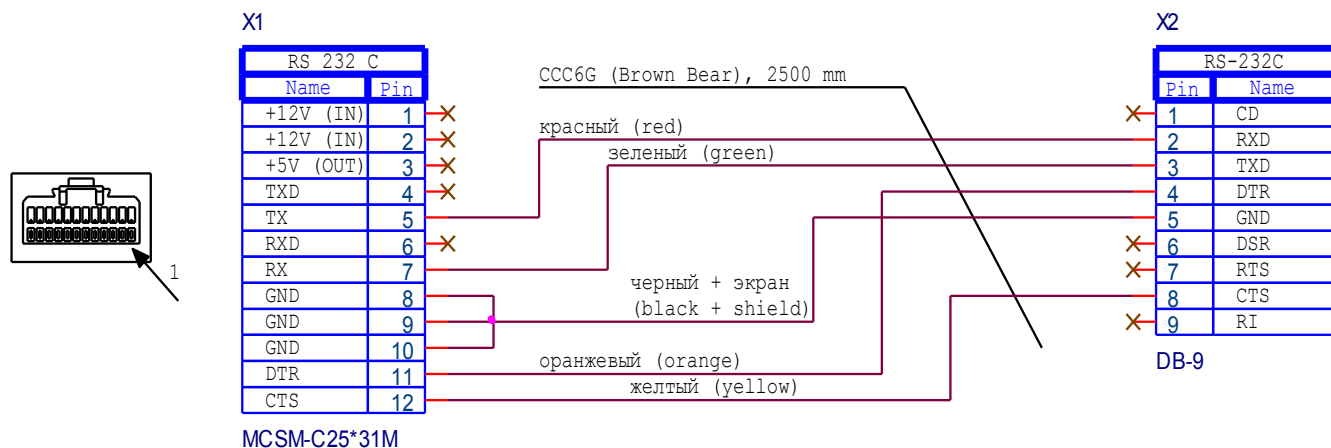 X1
X2
RS 232 C
Name Pin
+12V (IN) 1
+12V (IN) 2
+5V (OUT) 3
TXD 4
TX 5
RXD 6
RX 7
GND 8
GND 9
GND 10
DTR 11
CTS 12
MCSM-C25*31M
1
CCC6G (Brown Bear), 2500 mm
красный (red)
зеленый (green)
черный + экран
(black + shield)
оранжевый (orange)
желтый (yellow)
RS-232C
Pin Name
1 CD
2 RXD
3 TXD
4 DTR
5 GND
6 DSR
7 RTS
8 CTS
9 RI
DB-9